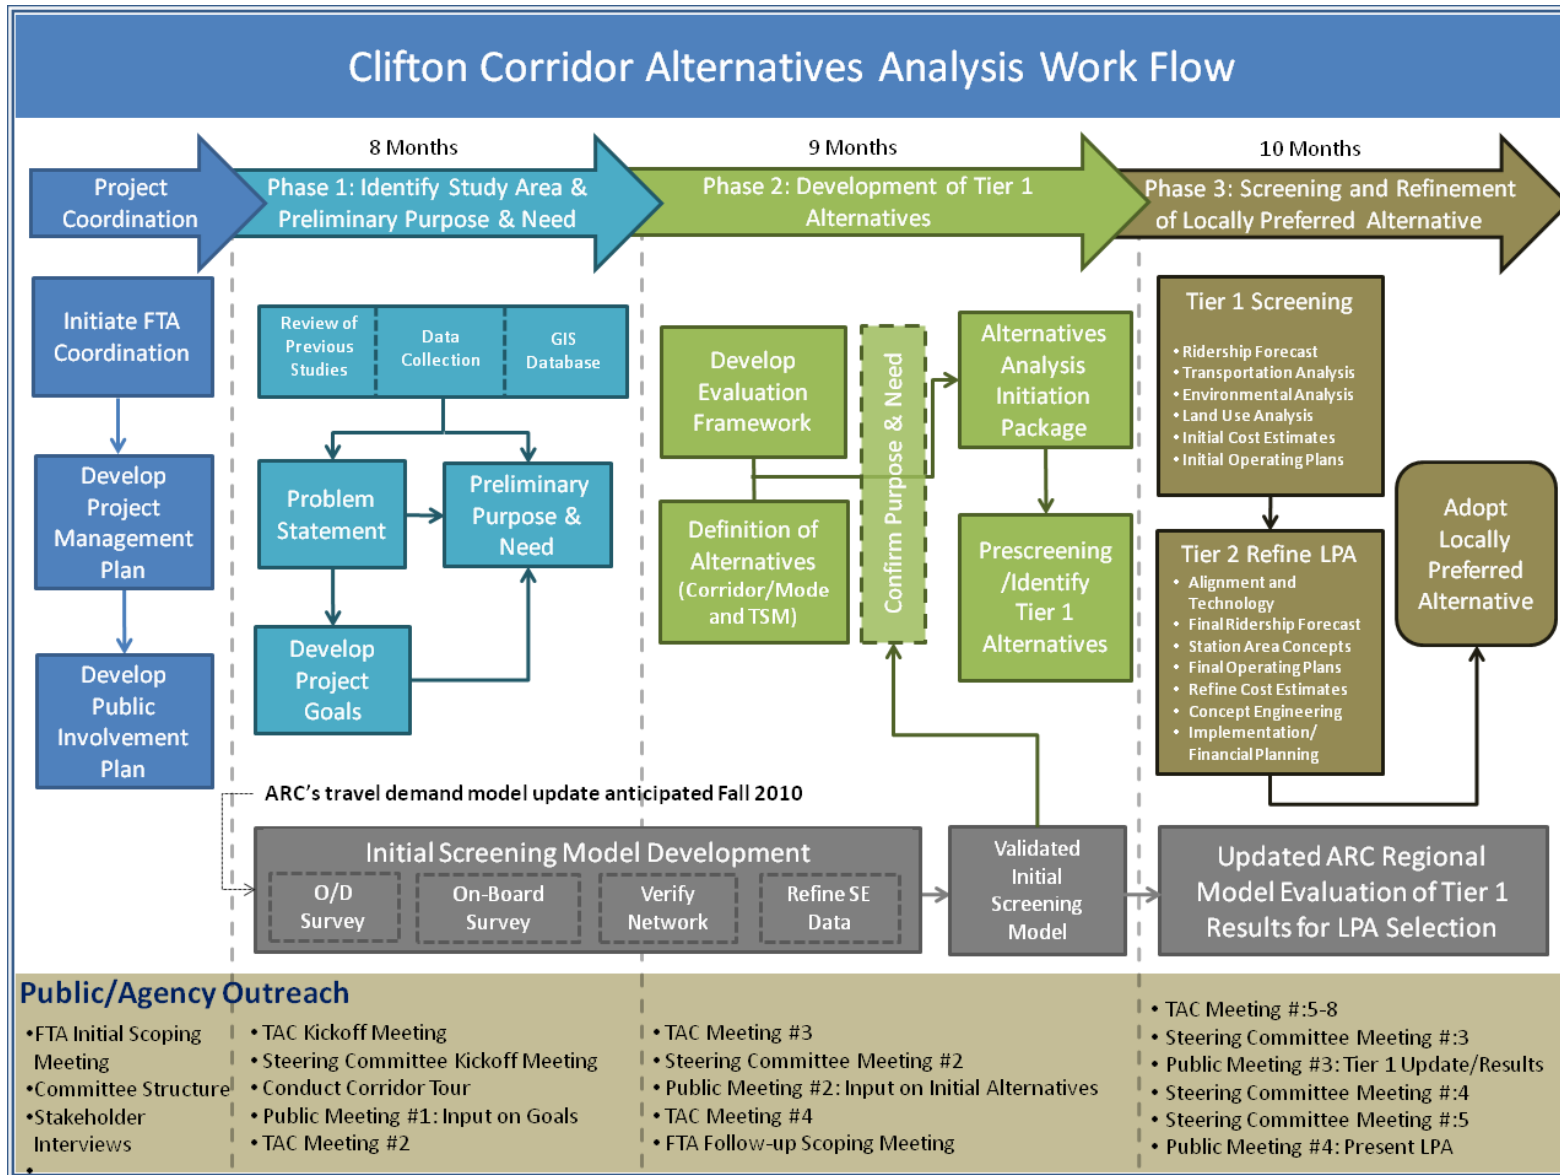 Clifton Corridor Alternatives Analysis Work Flow
8 Months
9 Months
10 Months
Project
Coordination
Phase 1: Identify Study Area &
Preliminary Purpose & Need
Phase 2: Development of Tier 1
Alternatives
Phase 3: Screening and Refinement
of Locally Preferred Alternative
Initiate FTA
Coordination
Develop
Project
Management
Plan
Develop
Public
Involvement
Plan
Review of
Previous
Studies
Data
Collection
GIS
Database
Problem
Statement
Preliminary
Purpose &
Need
Develop
Project
Goals
Develop
Evaluation
Framework
Definition of
Alternatives
(Corridor/Mode
and TSM)
Confirm Purpose & Need
Alternatives
Analysis
Initiation
Package
Prescreening
/Identify
Tier 1
Alternatives
Tier 1 Screening
• Ridership Forecast
• Transportation Analysis
• Environmental Analysis
• Land Use Analysis
• Initial Cost Estimates
• Initial Operating Plans
Tier 2 Refine LPA
• Alignment and
Technology
• Final Ridership Forecast
• Station Area Concepts
• Final Operating Plans
• Refine Cost Estimates
• Concept Engineering
• Implementation/
Financial Planning
Adopt
Locally
Preferred
Alternative
ARC's travel demand model update anticipated Fall 2010
Initial Screening Model Development
O/D
Survey
On-Board
Survey
Verify
Network
Refine SE
Data
Validated
Initial
Screening
Model
Updated ARC Regional
Model Evaluation of Tier 1
Results for LPA Selection
Public/Agency Outreach
•FTA Initial Scoping
Meeting
•Committee Structure
•Stakeholder
Interviews
•
• TAC Kickoff Meeting
• Steering Committee Kickoff Meeting
• Conduct Corridor Tour
• Public Meeting #1: Input on Goals
• TAC Meeting #2
• TAC Meeting #3
• Steering Committee Meeting #2
• Public Meeting #2: Input on Initial Alternatives
• TAC Meeting #4
• FTA Follow-up Scoping Meeting
• TAC Meeting #:5-8
• Steering Committee Meeting #:3
• Public Meeting #3: Tier 1 Update/Results
• Steering Committee Meeting #:4
• Steering Committee Meeting #:5
• Public Meeting #4: Present LPA